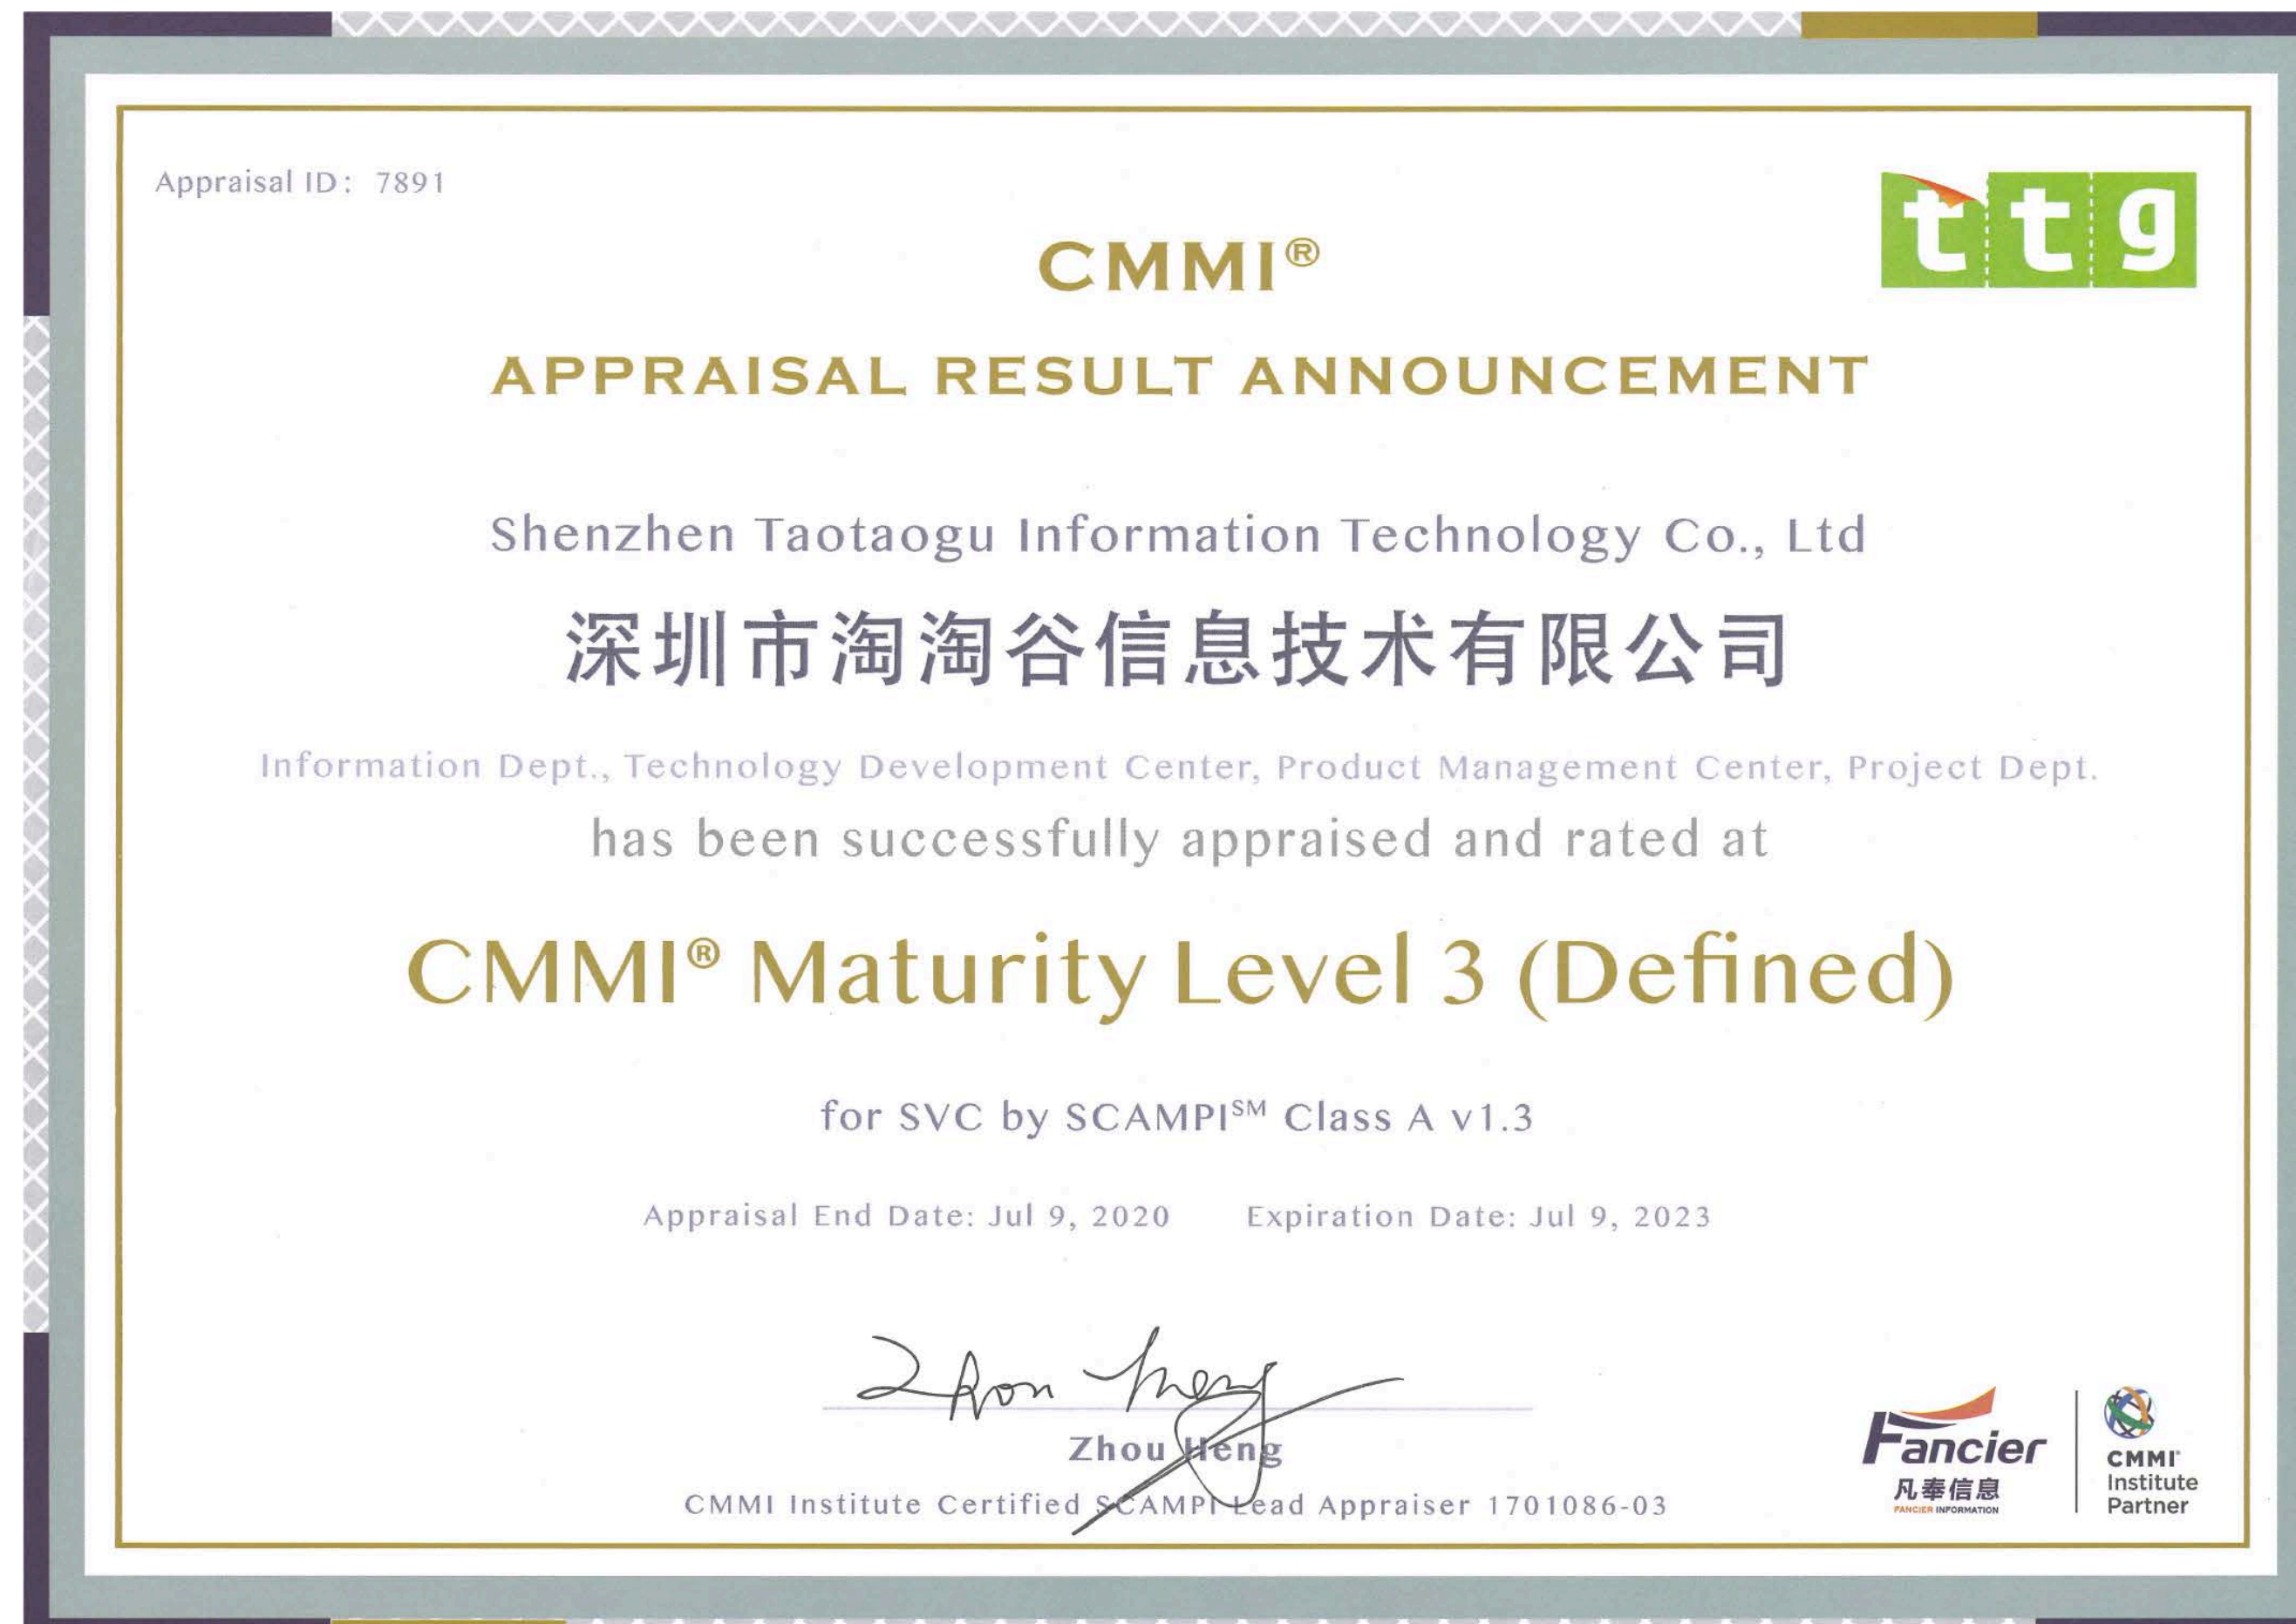 Appraisal ID: 7891
ttg
CMMI®
APPRAISAL RESULT ANNOUNCEMENT
Shenzhen Taotaogu Information Technology Co., Ltd
深圳市淘淘谷信息技术有限公司
Information Dept., Technology Development Center, Product Management Center, Project Dept.
has been successfully appraised and rated at
CMMI® Maturity Level 3 (Defined)
for SVC by SCAMPI℠ Class A v1.3
Appraisal End Date: Jul 9, 2020 Expiration Date: Jul 9, 2023
Zhou Heng
Zhou Heng
CMMI Institute Certified SCAMPI Lead Appraiser 1701086-03
Fancier
凡奉信息
FANCIER INFORMATION
CMMI®
Institute
Partner